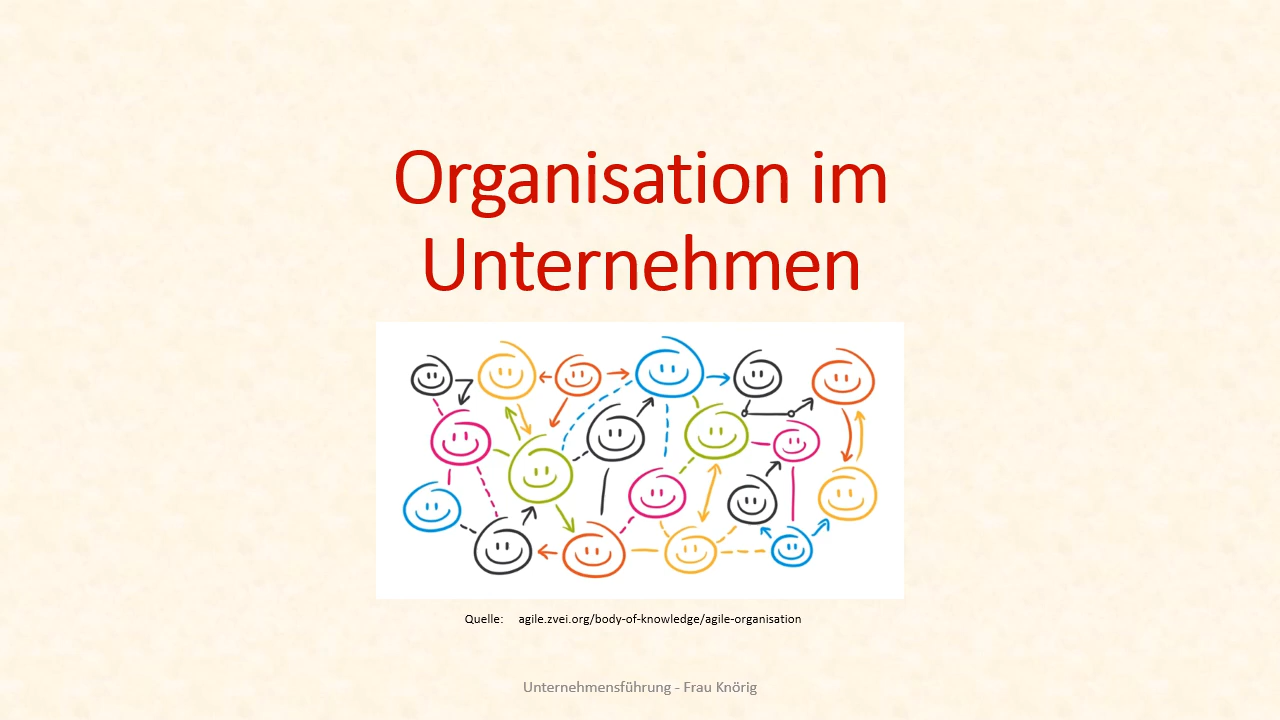 Organisation im
Unternehmen
Quelle: agile.zvei.org/body-of-knowledge/agile-organisation
Unternehmensführung - Frau Knörig